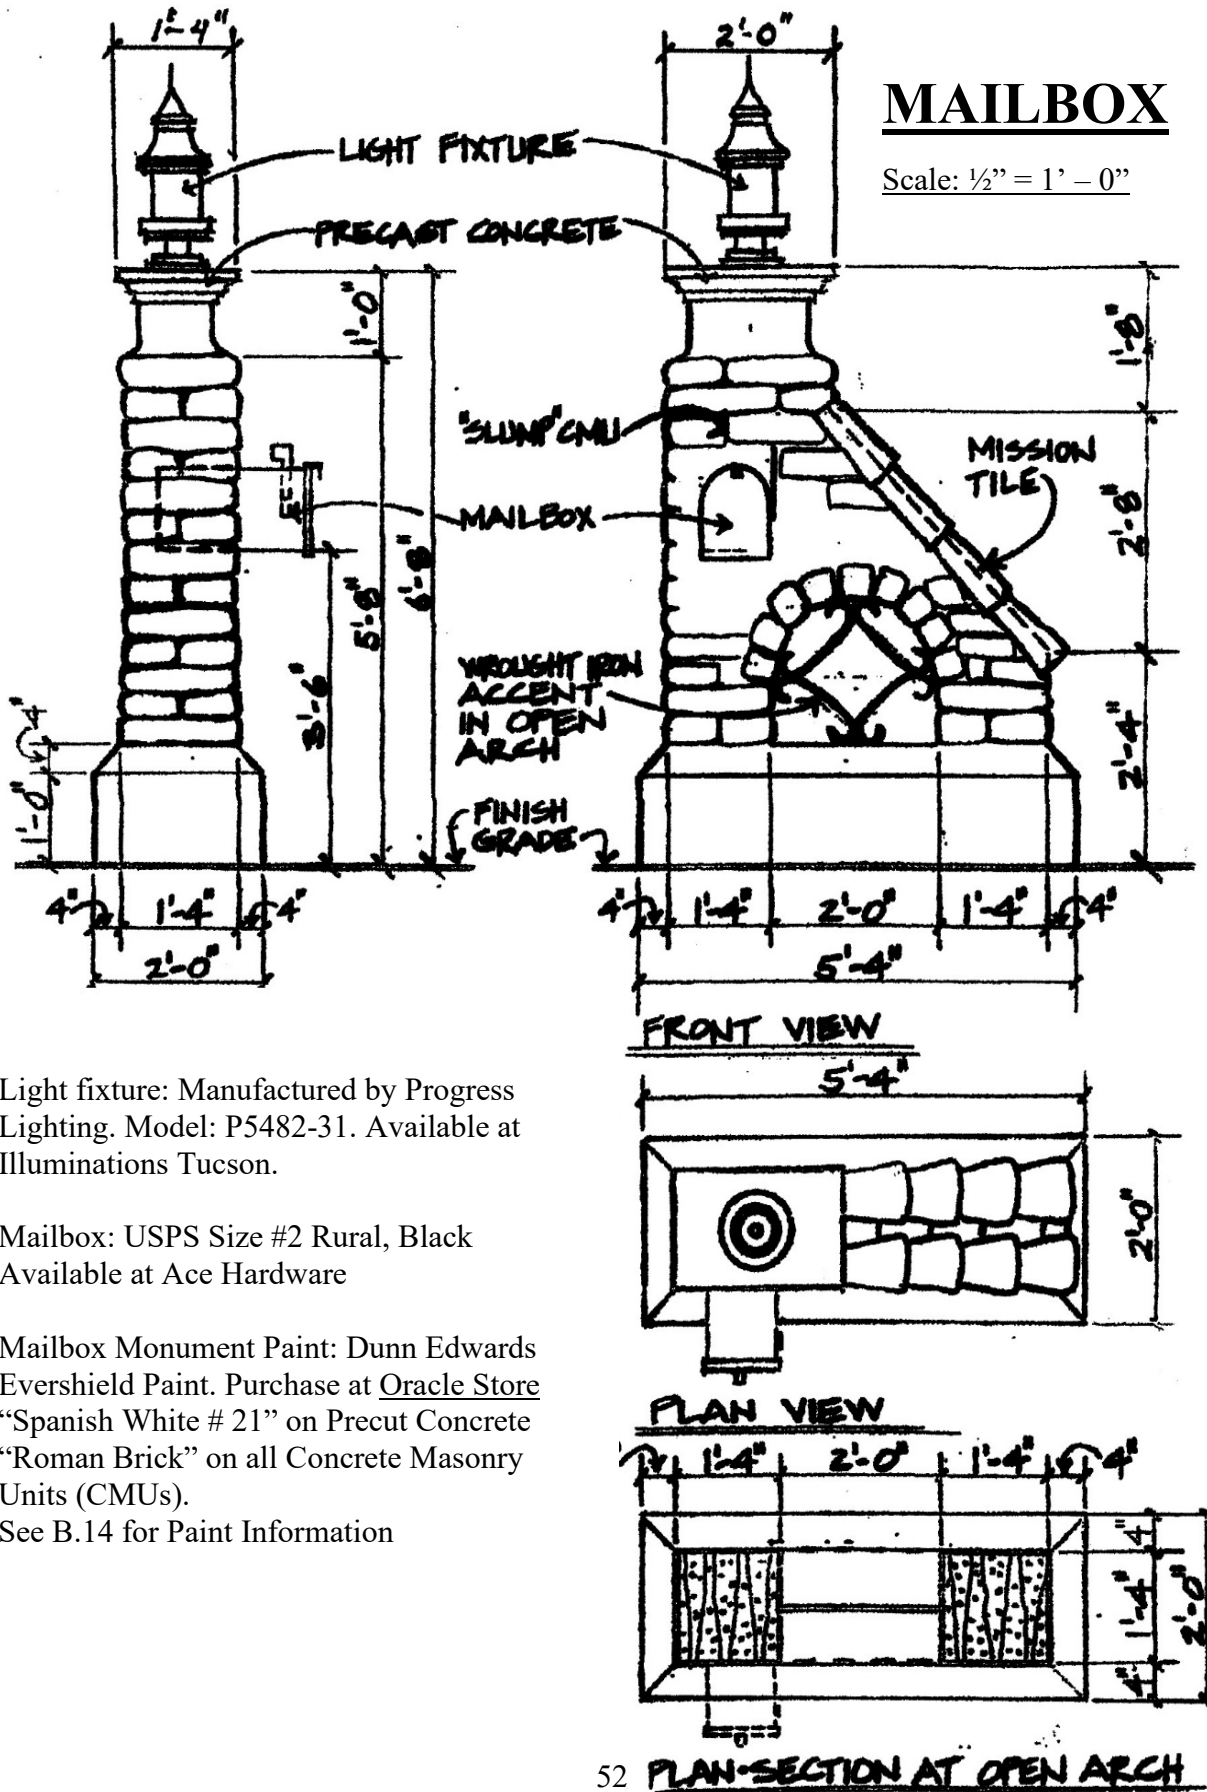 1'-4"
2'-0"
MAILBOX
Scale: ½” = 1’ – 0”
LIGHT FIXTURE
PRECAST CONCRETE
1'-0"
1'-8"
"SLUMP" CMU
MISSION
TILE
MAILBOX
2'-8"
5'-8"
6'-8"
3'-6"
WROUGHT IRON
ACCENT
IN OPEN
ARCH
4"
1'-0"
2'-4"
FINISH
GRADE
4" 1'-4" 4"
2'-0"
4" 1'-4" 2'-0" 1'-4" 4"
5'-4"
FRONT VIEW
5'-4"
2'-0"
PLAN VIEW
Light fixture: Manufactured by Progress
Lighting. Model: P5482-31. Available at
Illuminations Tucson.
Mailbox: USPS Size #2 Rural, Black
Available at Ace Hardware
Mailbox Monument Paint: Dunn Edwards
Evershield Paint. Purchase at Oracle Store
“Spanish White # 21” on Precut Concrete
“Roman Brick” on all Concrete Masonry
Units (CMUs).
See B.14 for Paint Information
1'-4" 2'-0" 1'-4" 4"
4"
1'-4"
2'-0"
4"
52
PLAN-SECTION AT OPEN ARCH